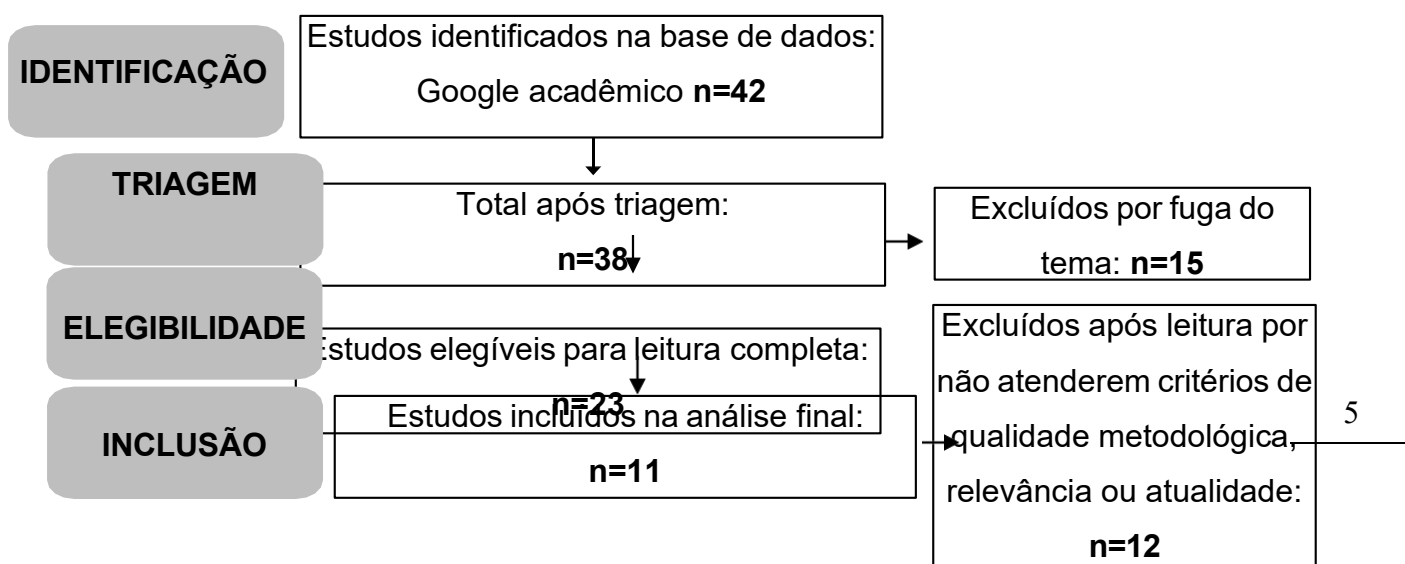 IDENTIFICAÇÃO
Estudos identificados na base de dados:
Google acadêmico n=42
TRIAGEM
Total após triagem:
n=38
Excluídos por fuga do
tema: n=15
ELEGIBILIDADE
Estudos elegíveis para leitura completa:
n=23
Excluídos após leitura por
não atenderem critérios de
qualidade metodológica,
relevância ou atualidade:
n=12
INCLUSÃO
Estudos incluídos na análise final:
n=11
5